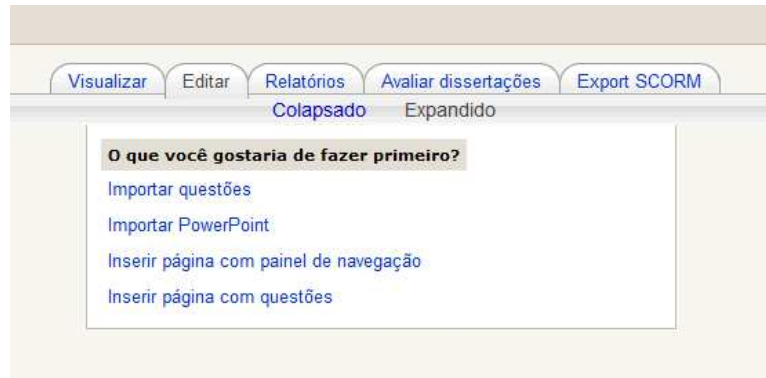 Visualizar Editar Relatórios Avaliar dissertações Export SCORM
Colapsado Expandido
O que você gostaria de fazer primeiro?
Importar questões
Importar PowerPoint
Inserir página com painel de navegação
Inserir página com questões